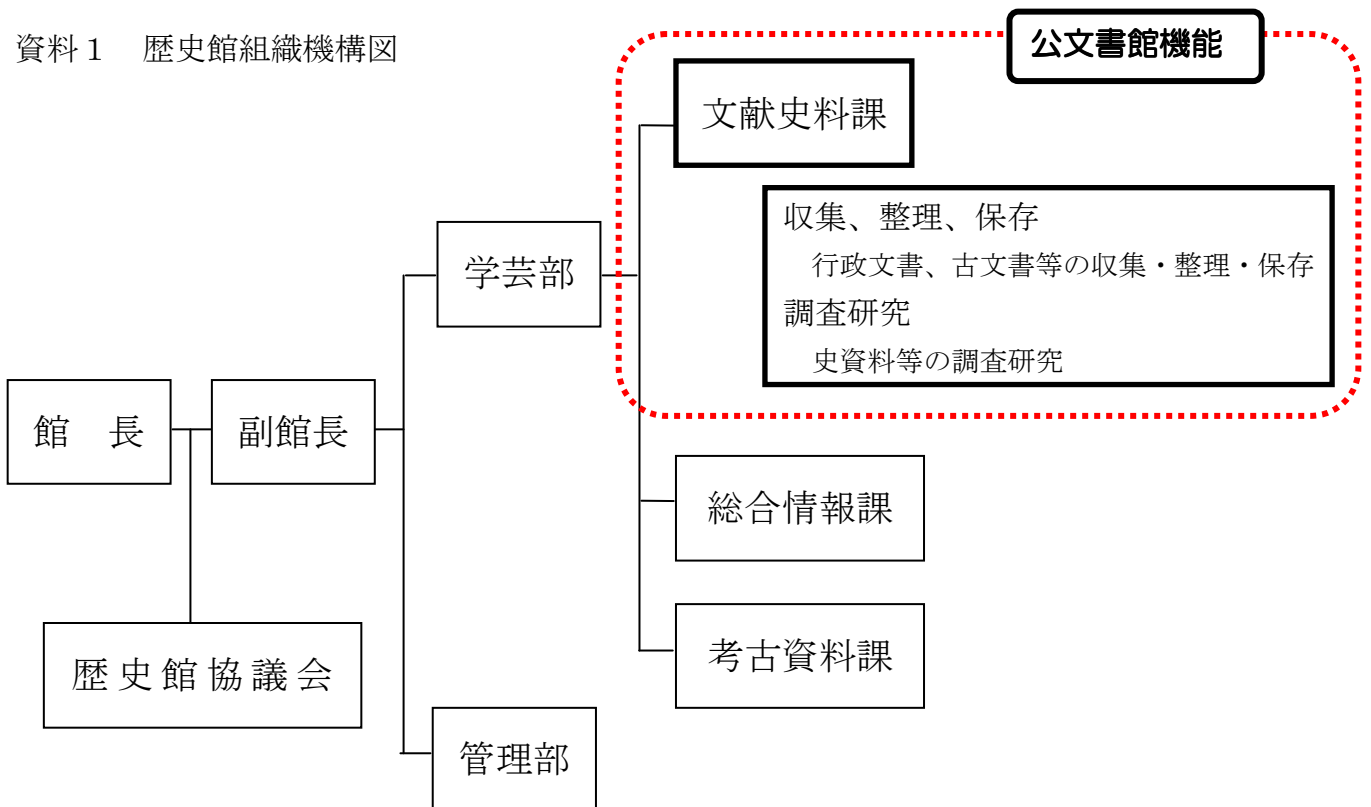 資料１　歴史館組織機構図
公文書館機能
文献史料課
収集、整理、保存
行政文書、古文書等の収集・整理・保存
調査研究
史資料等の調査研究
学芸部
館　長
副館長
総合情報課
歴史館協議会
考古資料課
管理部